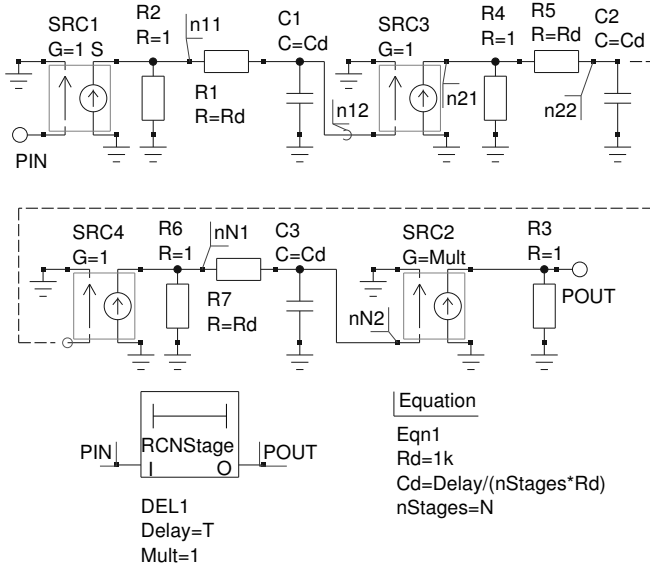 SRC1
G=1 S
R2
R=1
n11
R1
R=Rd
C1
C=Cd
n12
SRC3
G=1
R4
R=1
n21
R5
R=Rd
n22
C2
C=Cd
PIN
SRC4
G=1
R6
R=1
nN1
R7
R=Rd
C3
C=Cd
nN2
SRC2
G=Mult
R3
R=1
POUT
PIN
RCNStage
I O
POUT
DEL1
Delay=T
Mult=1
Equation
Eqn1
Rd=1k
Cd=Delay/(nStages*Rd)
nStages=N